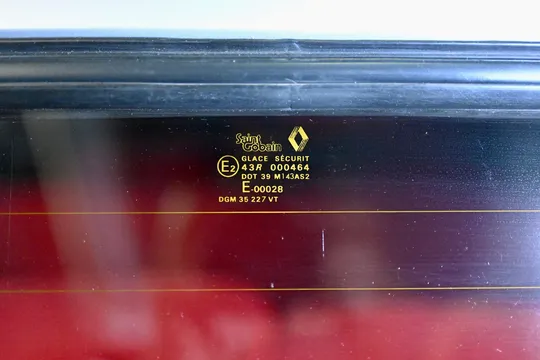 Saint
Gobain
GLACE SÉCURIT
E2 43R 000464
DOT 39 M143AS2
E-00028
DGM 35 227 VT